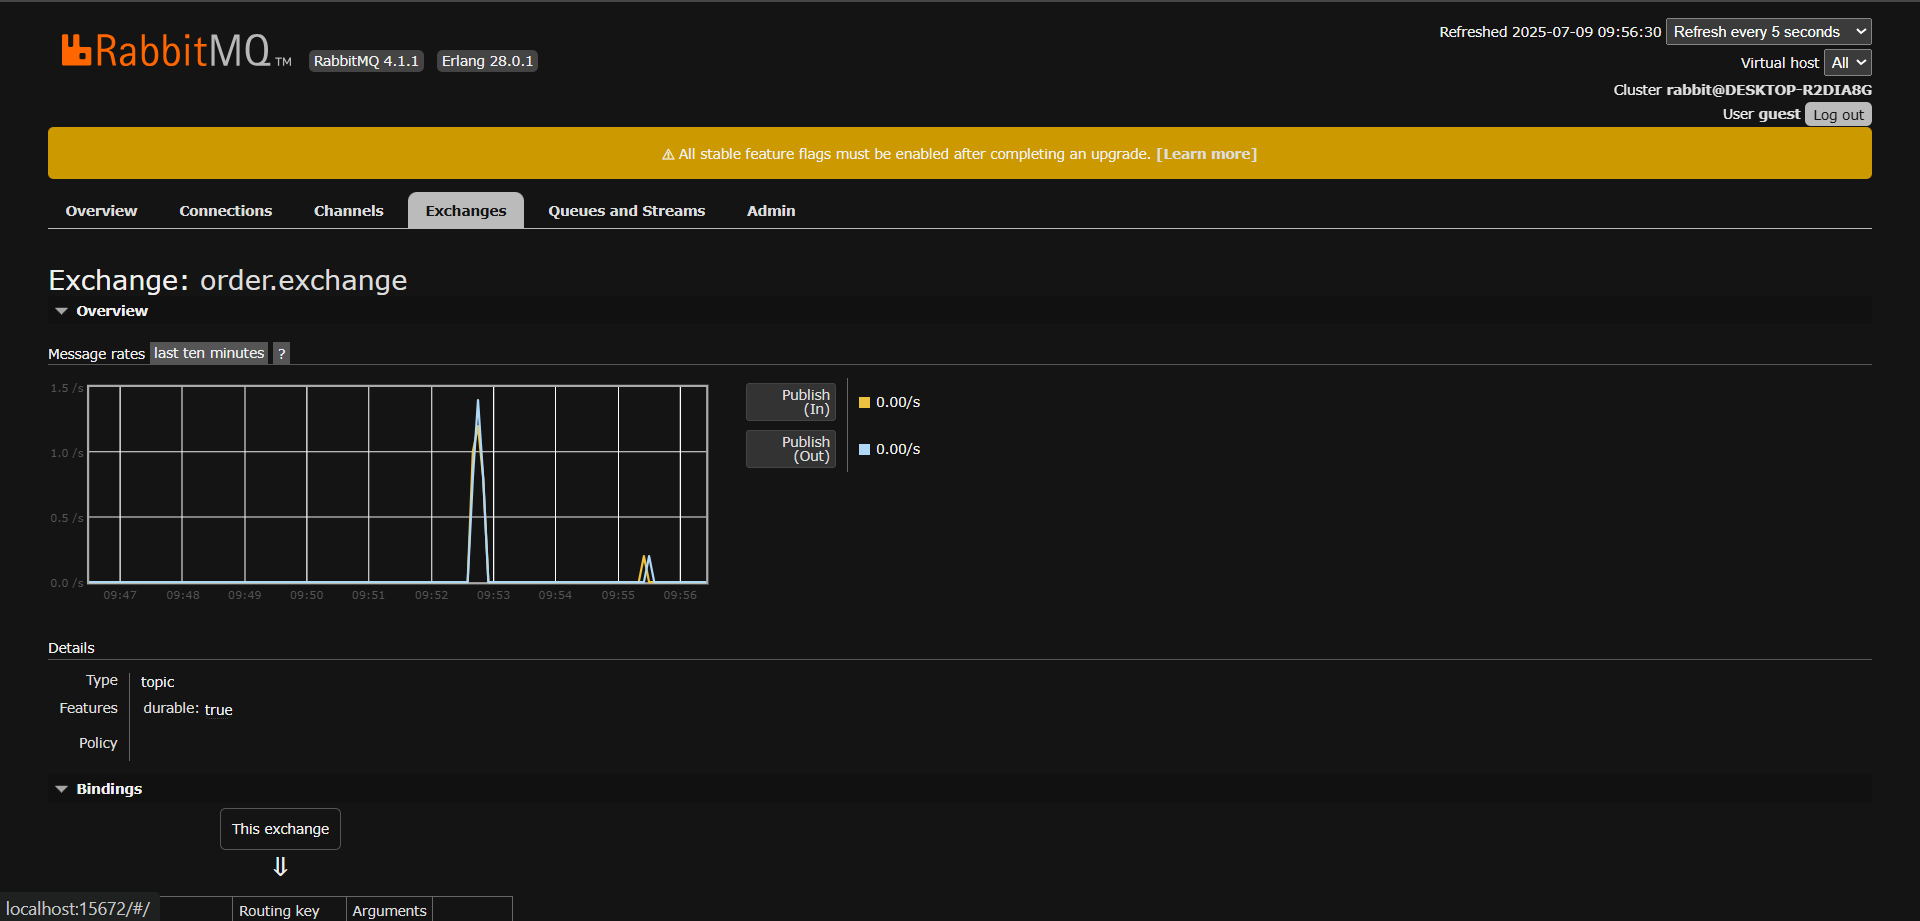 RabbitMQ TM
RabbitMQ 4.1.1
Erlang 28.0.1
Refreshed 2025-07-09 09:56:30
Refresh every 5 seconds
Virtual host All
Cluster rabbit@DESKTOP-R2DIA8G
User guest Log out
⚠ All stable feature flags must be enabled after completing an upgrade. [Learn more]
Overview Connections Channels Exchanges Queues and Streams Admin
Exchange: order.exchange
Overview
Message rates last ten minutes ?
1.5 /s
1.0 /s
0.5 /s
0.0 /s
09:47 09:48 09:49 09:50 09:51 09:52 09:53 09:54 09:55 09:56
Publish
(In)
0.00/s
Publish
(Out)
0.00/s
Details
Type topic
Features durable: true
Policy
Bindings
This exchange
⇓
Routing key Arguments
localhost:15672/#/